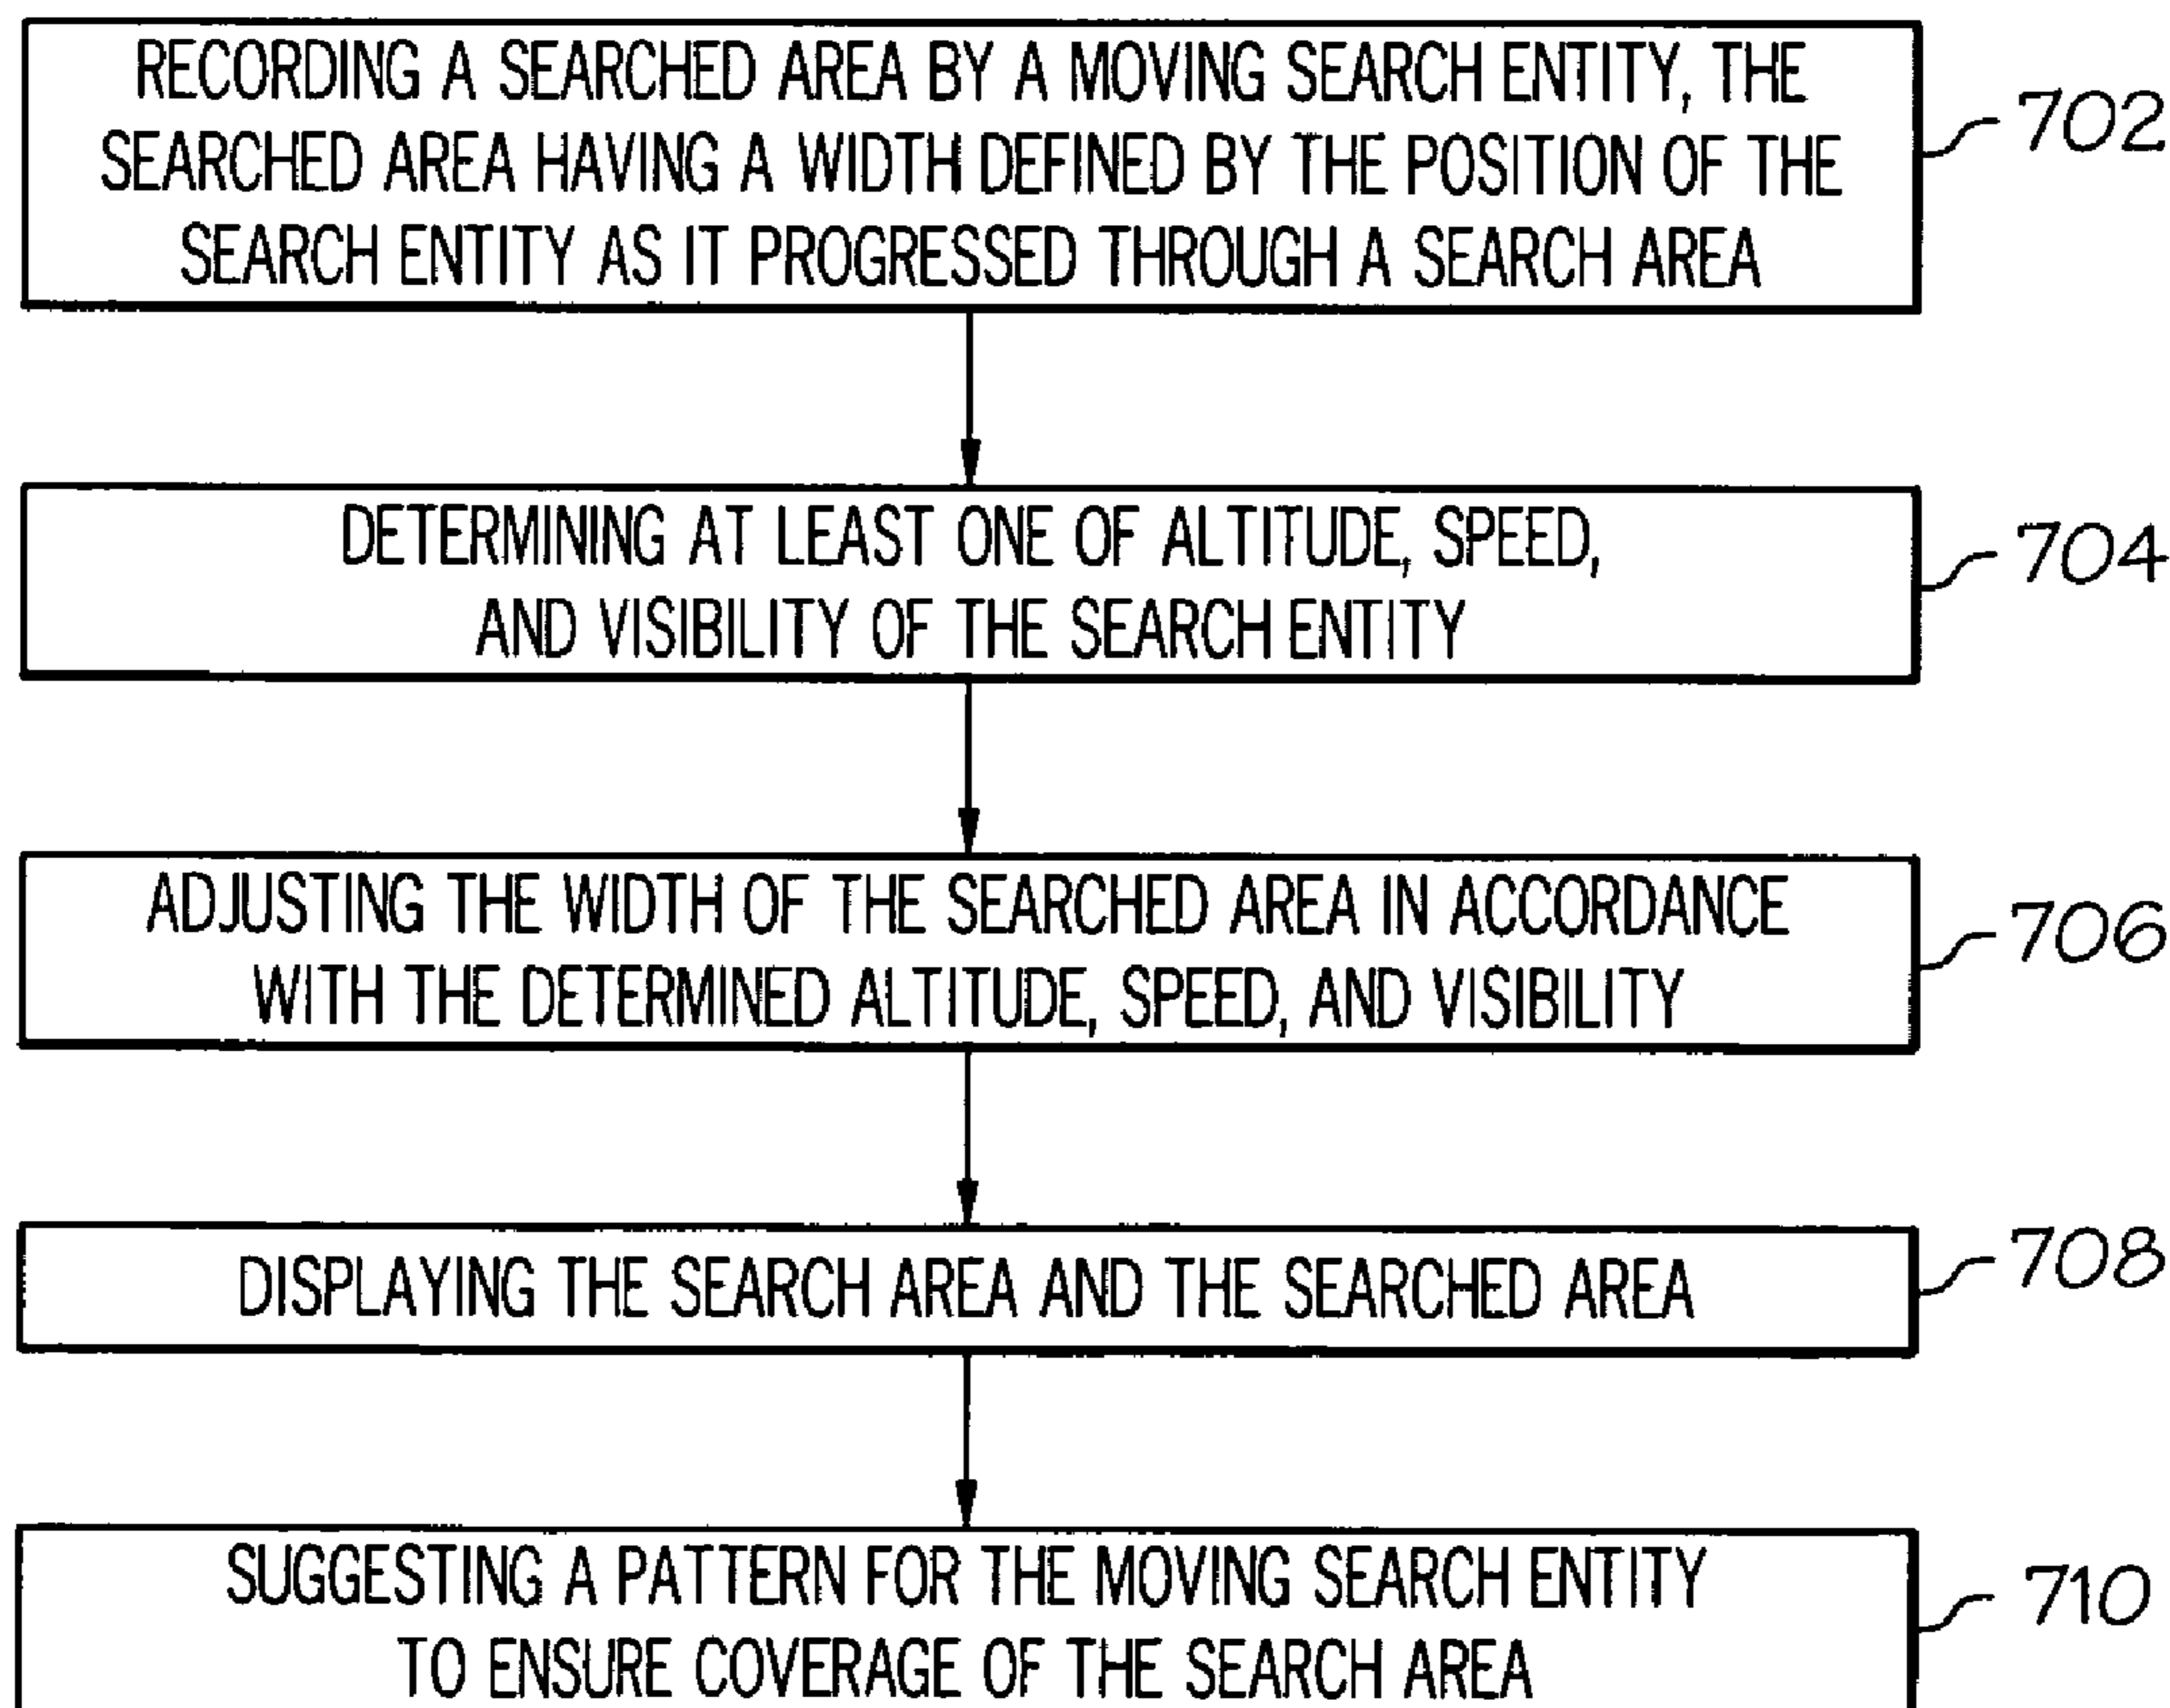 RECORDING A SEARCHED AREA BY A MOVING SEARCH ENTITY, THE
SEARCHED AREA HAVING A WIDTH DEFINED BY THE POSITION OF THE
SEARCH ENTITY AS IT PROGRESSED THROUGH A SEARCH AREA
702
DETERMINING AT LEAST ONE OF ALTITUDE, SPEED,
AND VISIBILITY OF THE SEARCH ENTITY
704
ADJUSTING THE WIDTH OF THE SEARCHED AREA IN ACCORDANCE
WITH THE DETERMINED ALTITUDE, SPEED, AND VISIBILITY
706
DISPLAYING THE SEARCH AREA AND THE SEARCHED AREA
708
SUGGESTING A PATTERN FOR THE MOVING SEARCH ENTITY
TO ENSURE COVERAGE OF THE SEARCH AREA
710